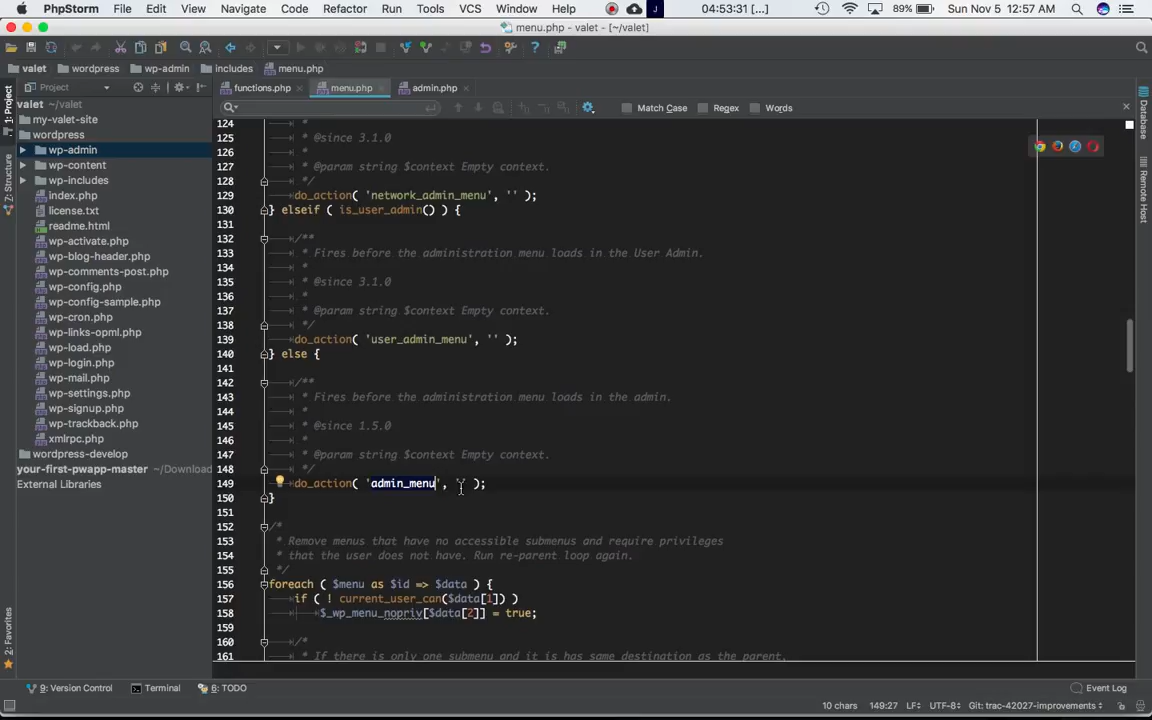 PhpStorm File Edit View Navigate Code Refactor Run Tools VCS Window Help 04:53:31 [...] 89% Sun Nov 5 12:57 AM
menu.php - valet - [~/valet]
valet wordpress wp-admin includes menu.php
Project functions.php menu.php admin.php
valet ~/valet
my-valet-site
wordpress
wp-admin
wp-content
wp-includes
index.php
license.txt
readme.html
wp-activate.php
wp-blog-header.php
wp-comments-post.php
wp-config.php
wp-config-sample.php
wp-cron.php
wp-links-opml.php
wp-load.php
wp-login.php
wp-mail.php
wp-settings.php
wp-signup.php
wp-trackback.php
xmlrpc.php
wordpress-develop
your-first-pwapp-master ~/Download
External Libraries
1: Project
7: Structure
2: Favorites
Match Case Regex Words
124 *
125 * @since 3.1.0
126 *
127 * @param string $context Empty context.
128 */
129 do_action( 'network_admin_menu', '' );
130 } elseif ( is_user_admin() ) {
131
132 /**
133 * Fires before the administration menu loads in the User Admin.
134 *
135 * @since 3.1.0
136 *
137 * @param string $context Empty context.
138 */
139 do_action( 'user_admin_menu', '' );
140 } else {
141
142 /**
143 * Fires before the administration menu loads in the admin.
144 *
145 * @since 1.5.0
146 *
147 * @param string $context Empty context.
148 */
149 do_action( 'admin_menu', '' );
150 }
151
152 /*
153 * Remove menus that have no accessible submenus and require privileges
154 * that the user does not have. Run re-parent loop again.
155 */
156 foreach ( $menu as $id => $data ) {
157 if ( ! current_user_can($data[1]) )
158 $_wp_menu_nopriv[$data[2]] = true;
159
160 /*
161 * If there is only one submenu and it is has same destination as the parent,
Database
Remote Host
9: Version Control Terminal 6: TODO Event Log
10 chars 149:27 LF÷ UTF-8÷ Git: trac-42027-improvements÷